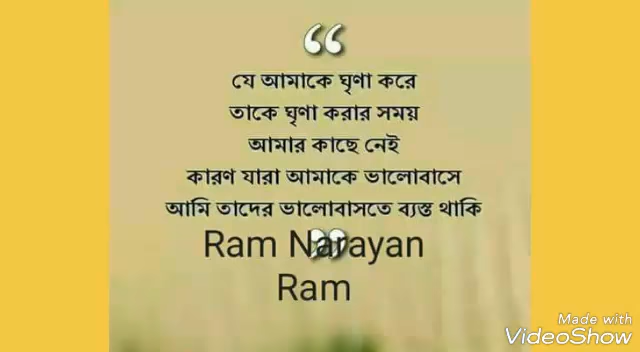 যে আমাকে ঘৃণা করে
তাকে ঘৃণা করার সময়
আমার কাছে নেই
কারণ যারা আমাকে ভালোবাসে
আমি তাদের ভালোবাসতে ব্যস্ত থাকি
Ram Narayan
Ram
Made with
VideoShow